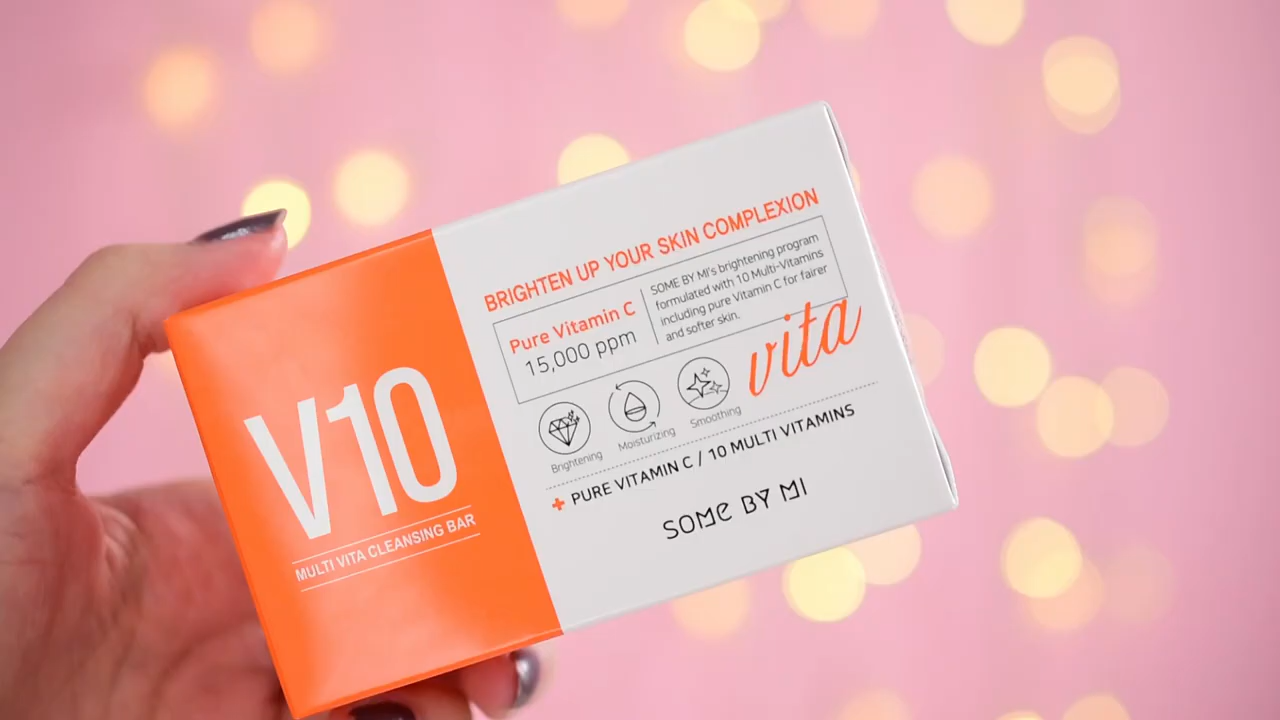 V10
MULTI VITA CLEANSING BAR
BRIGHTEN UP YOUR SKIN COMPLEXION
Pure Vitamin C
15,000 ppm
SOME BY MI's brightening program
formulated with 10 Multi-Vitamins
including pure Vitamin C for fairer
and softer skin.
vita
Brightening
Moisturizing
Smoothing
+ PURE VITAMIN C / 10 MULTI VITAMINS
SOME BY MI